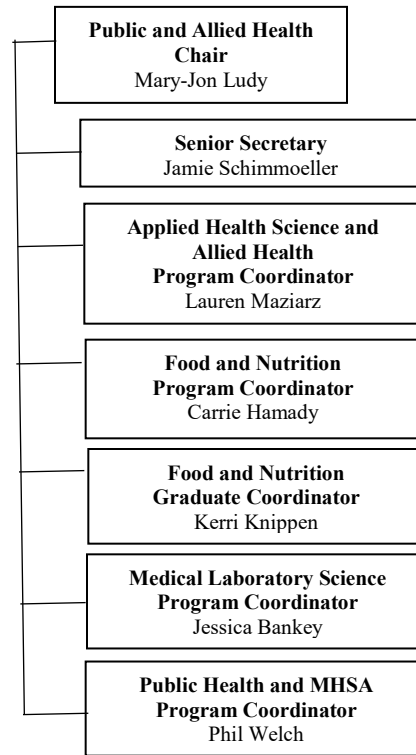 Public and Allied Health
Chair
Mary-Jon Ludy
Senior Secretary
Jamie Schimmoeller
Applied Health Science and
Allied Health
Program Coordinator
Lauren Maziarz
Food and Nutrition
Program Coordinator
Carrie Hamady
Food and Nutrition
Graduate Coordinator
Kerri Knippen
Medical Laboratory Science
Program Coordinator
Jessica Bankey
Public Health and MHSA
Program Coordinator
Phil Welch